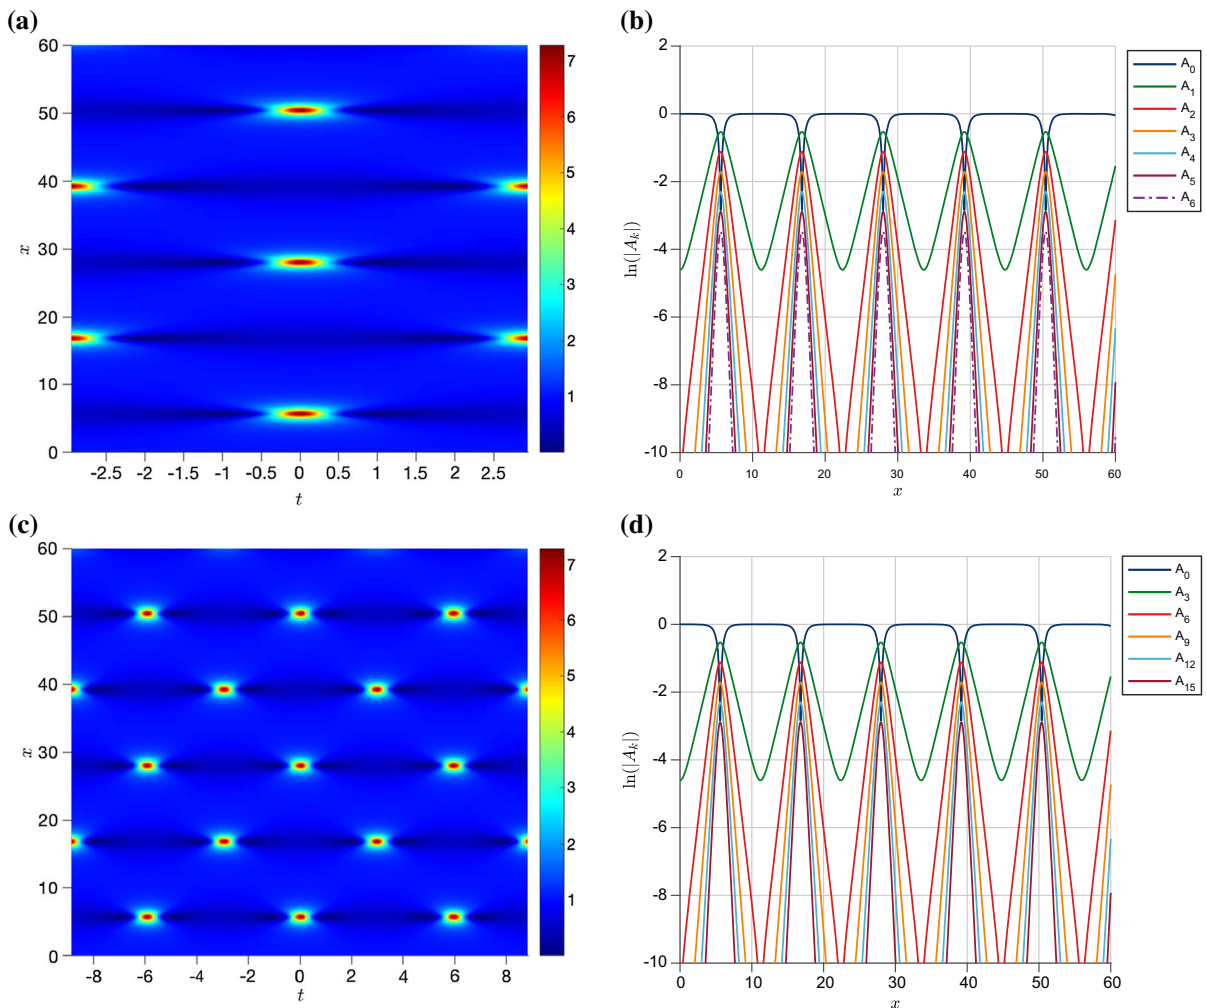 (a)
60
50
40
30
20
10
0
x
-2.5 -2 -1.5 -1 -0.5 0 0.5 1 1.5 2 2.5
t
7
6
5
4
3
2
1
(b)
2
0
-2
-4
-6
-8
-10
ln(|A_k|)
0 10 20 30 40 50 60
x
A_0
A_1
A_2
A_3
A_4
A_5
A_6
(c)
60
50
40
30
20
10
0
x
-8 -6 -4 -2 0 2 4 6 8
t
7
6
5
4
3
2
1
(d)
2
0
-2
-4
-6
-8
-10
ln(|A_k|)
0 10 20 30 40 50 60
x
A_0
A_3
A_6
A_9
A_12
A_15